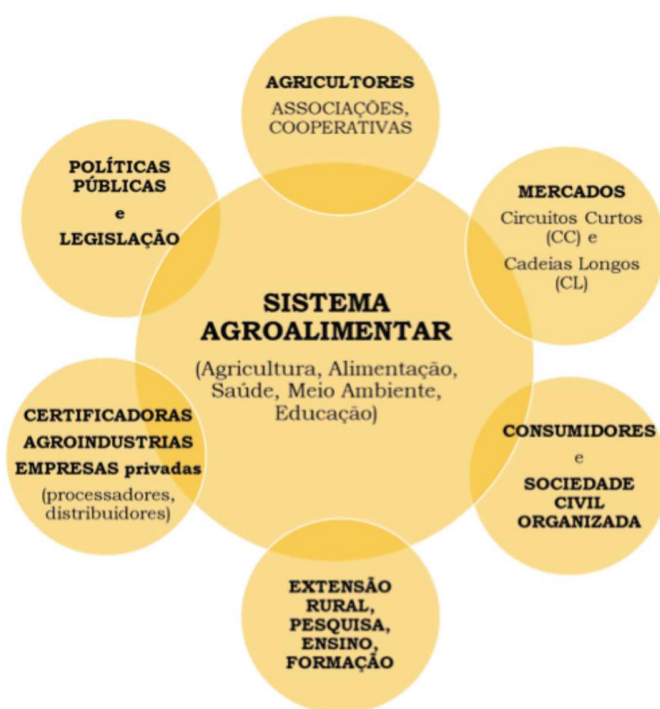 AGRICULTORES
ASSOCIAÇÕES,
COOPERATIVAS
POLÍTICAS
PÚBLICAS
e
LEGISLAÇÃO
MERCADOS
Circuitos Curtos
(CC) e
Cadeias Longos
(CL)
SISTEMA
AGROALIMENTAR
(Agricultura, Alimentação,
Saúde, Meio Ambiente,
Educação)
CERTIFICADORAS
AGROINDUSTRIAS
EMPRESAS privadas
(processadores,
distribuidores)
CONSUMIDORES
e
SOCIEDADE
CIVIL
ORGANIZADA
EXTENSÃO
RURAL,
PESQUISA,
ENSINO,
FORMAÇÃO